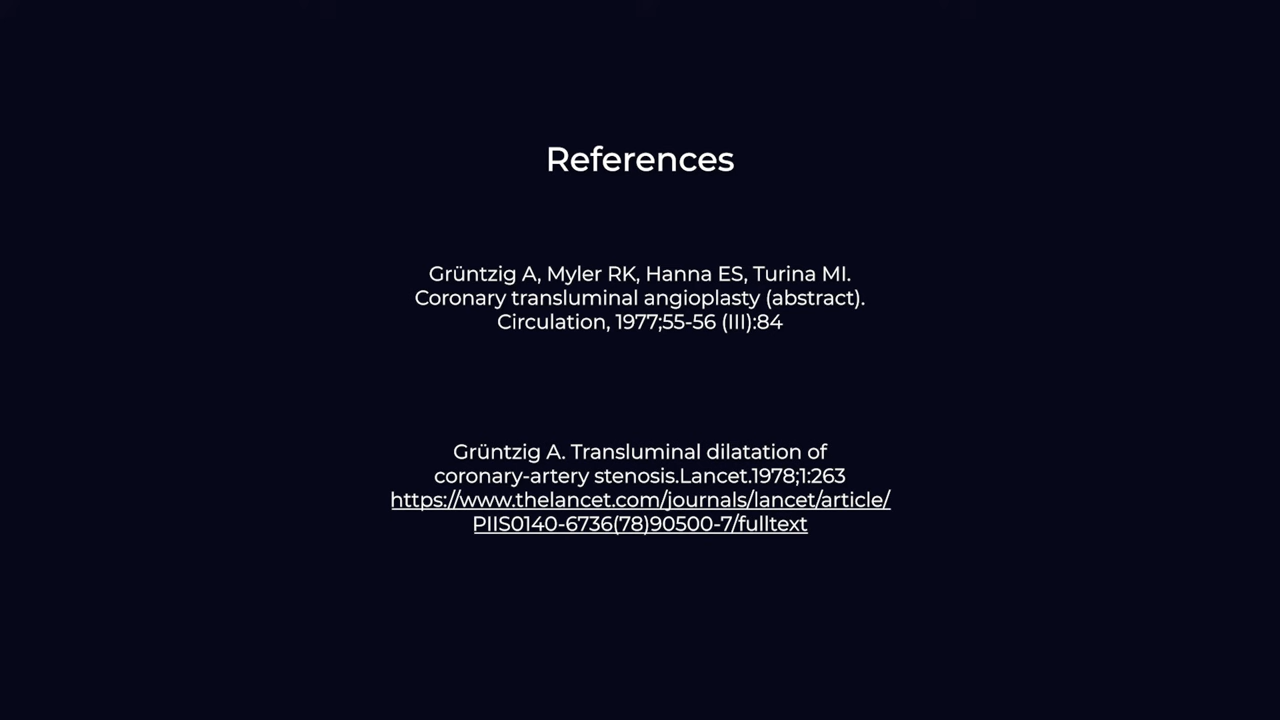 References
Grüntzig A, Myler RK, Hanna ES, Turina MI.
Coronary transluminal angioplasty (abstract).
Circulation, 1977;55-56 (III):84
Grüntzig A. Transluminal dilatation of
coronary-artery stenosis.Lancet.1978;1:263
https://www.thelancet.com/journals/lancet/article/
PIIS0140-6736(78)90500-7/fulltext